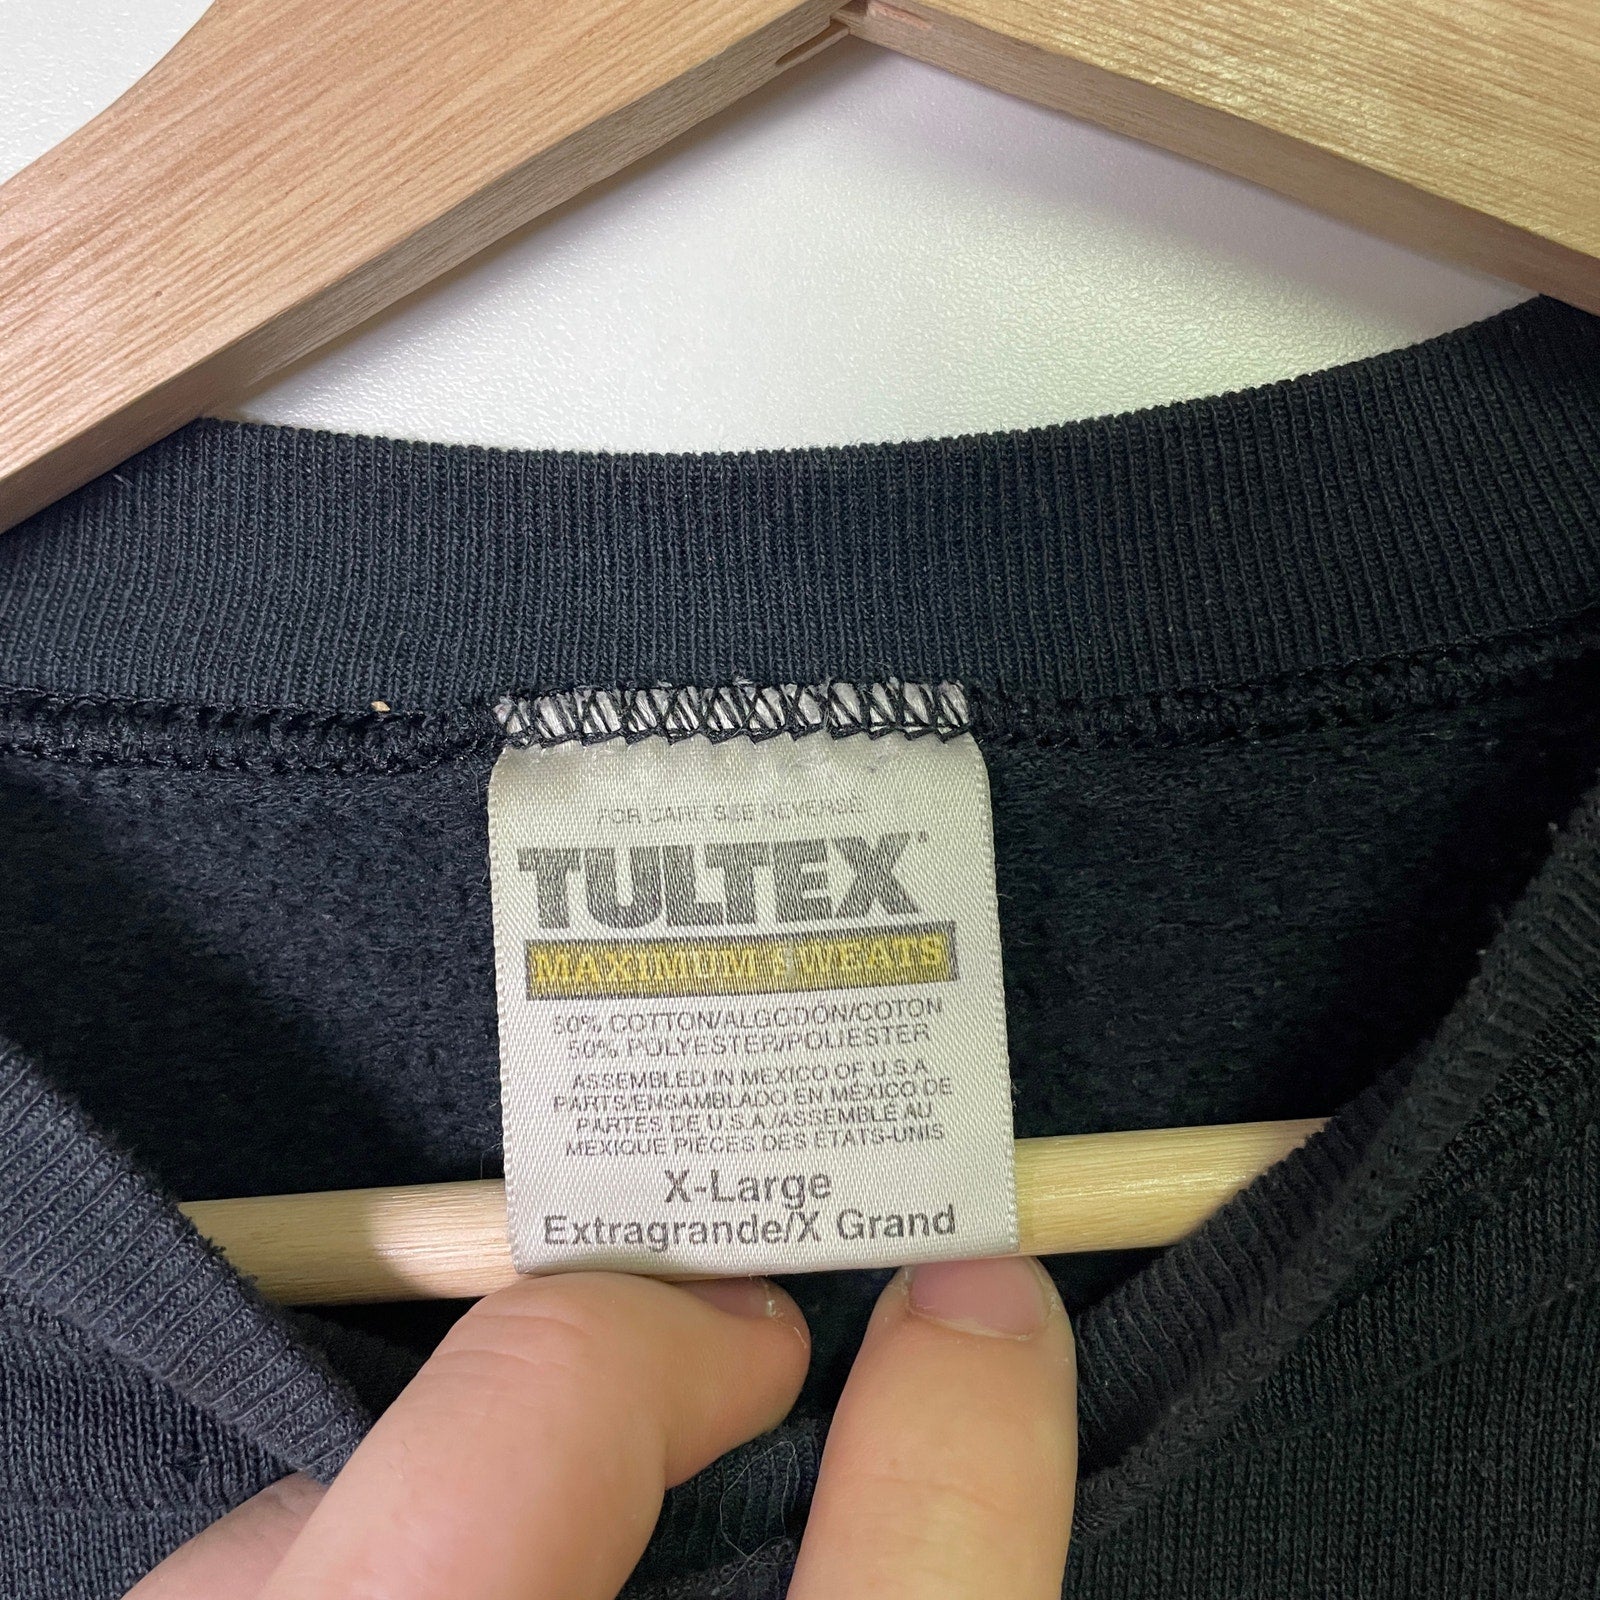 FOR CARE SEE REVERSE
TULTEX
MAXIMUM SWEATS
50% COTTON/ALGODÓN/COTON
50% POLYESTER/POLIESTER
ASSEMBLED IN MEXICO OF U.S.A
PARTS/ENSAMBLADO EN MÉXICO DE
PARTES DE U.S.A./ASSEMBLÉ AU
MEXIQUE PIÈCES DES ÉTATS-UNIS
X-Large
Extragrande/X Grand